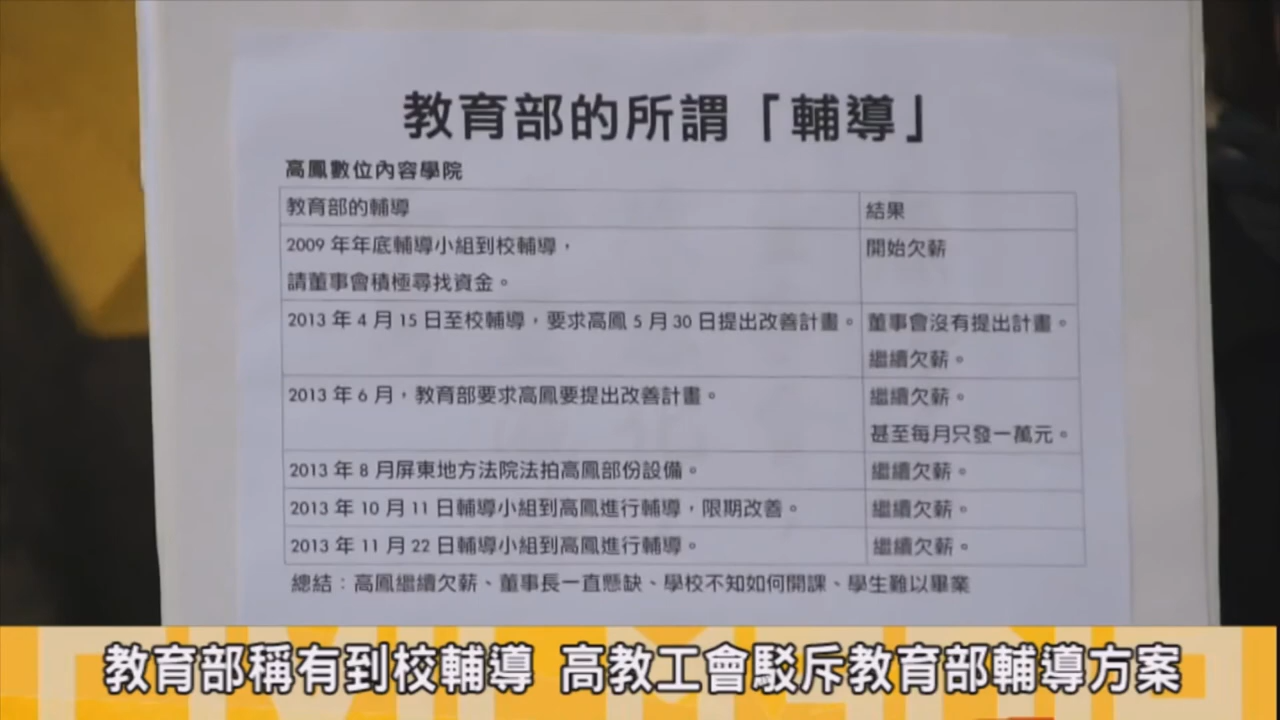 教育部的所謂「輔導」
高鳳數位內容學院
教育部的輔導
結果
2009 年年底輔導小組到校輔導，
請董事會積極尋找資金。
開始欠薪
2013 年 4 月 15 日至校輔導，要求高鳳 5 月 30 日提出改善計畫。
董事會沒有提出計畫。
繼續欠薪。
2013 年 6 月，教育部要求高鳳要提出改善計畫。
繼續欠薪。
甚至每月只發一萬元。
2013 年 8 月屏東地方法院法拍高鳳部份設備。
繼續欠薪。
2013 年 10 月 11 日輔導小組到高鳳進行輔導，限期改善。
繼續欠薪。
2013 年 11 月 22 日輔導小組到高鳳進行輔導。
繼續欠薪。
總結：高鳳繼續欠薪、董事長一直懸缺、學校不知如何開課、學生難以畢業
教育部稱有到校輔導 高教工會駁斥教育部輔導方案